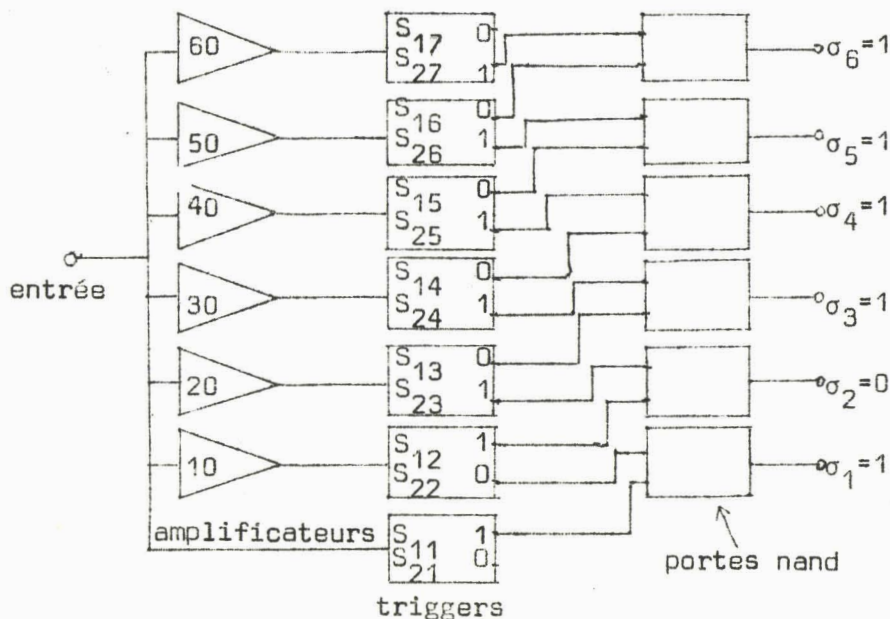 60 S17 0 σ6=1
S27 1
50 S16 0 σ5=1
S26 1
40 S15 0 σ4=1
S25 1
entrée
30 S14 0 σ3=1
S24 1
20 S13 0 σ2=0
S23 1
10 S12 1 σ1=1
S22 0
amplificateurs S11 1
S21 0
portes nand
triggers